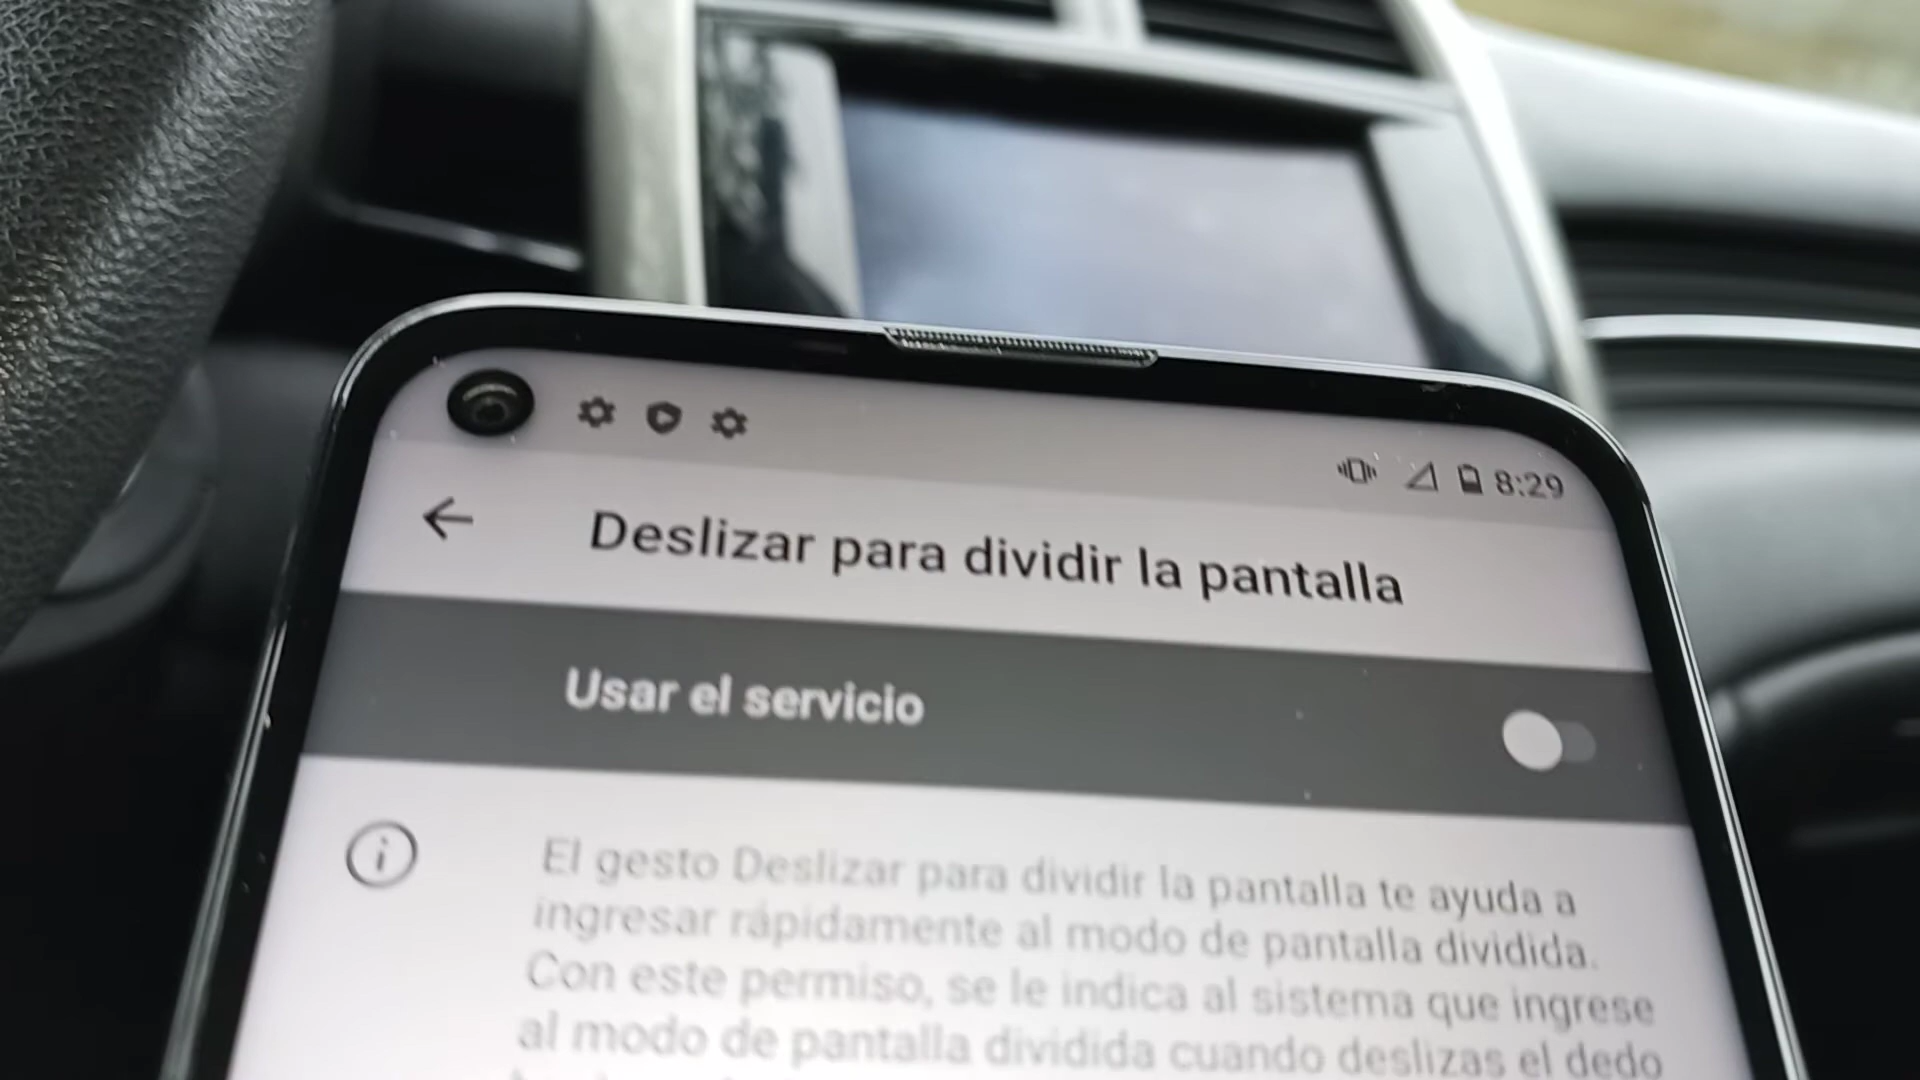 8:29
Deslizar para dividir la pantalla
Usar el servicio
El gesto Deslizar para dividir la pantalla te ayuda a
ingresar rápidamente al modo de pantalla dividida.
Con este permiso, se le indica al sistema que ingrese
al modo de pantalla dividida cuando deslizas el dedo